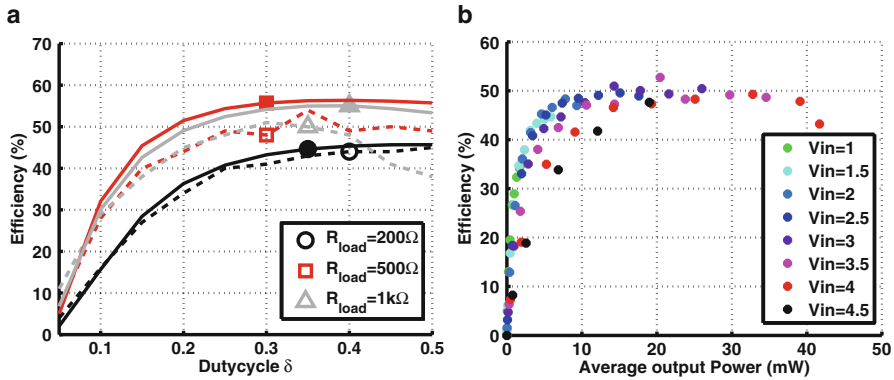 a
70
60
50
40
30
20
10
0
Efficiency (%)
0.1
0.2
0.3
0.4
0.5
Dutycycle δ
R_load=200Ω
R_load=500Ω
R_load=1kΩ
b
60
50
40
30
20
10
0
Efficiency (%)
0
10
20
30
40
50
Average output Power (mW)
Vin=1
Vin=1.5
Vin=2
Vin=2.5
Vin=3
Vin=3.5
Vin=4
Vin=4.5